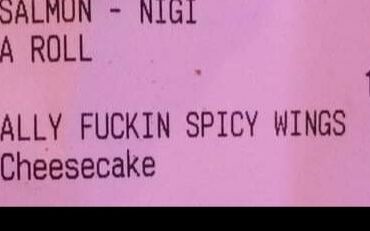 SALMON - NIGI
A ROLL
ALLY FUCKIN SPICY WINGS
Cheesecake